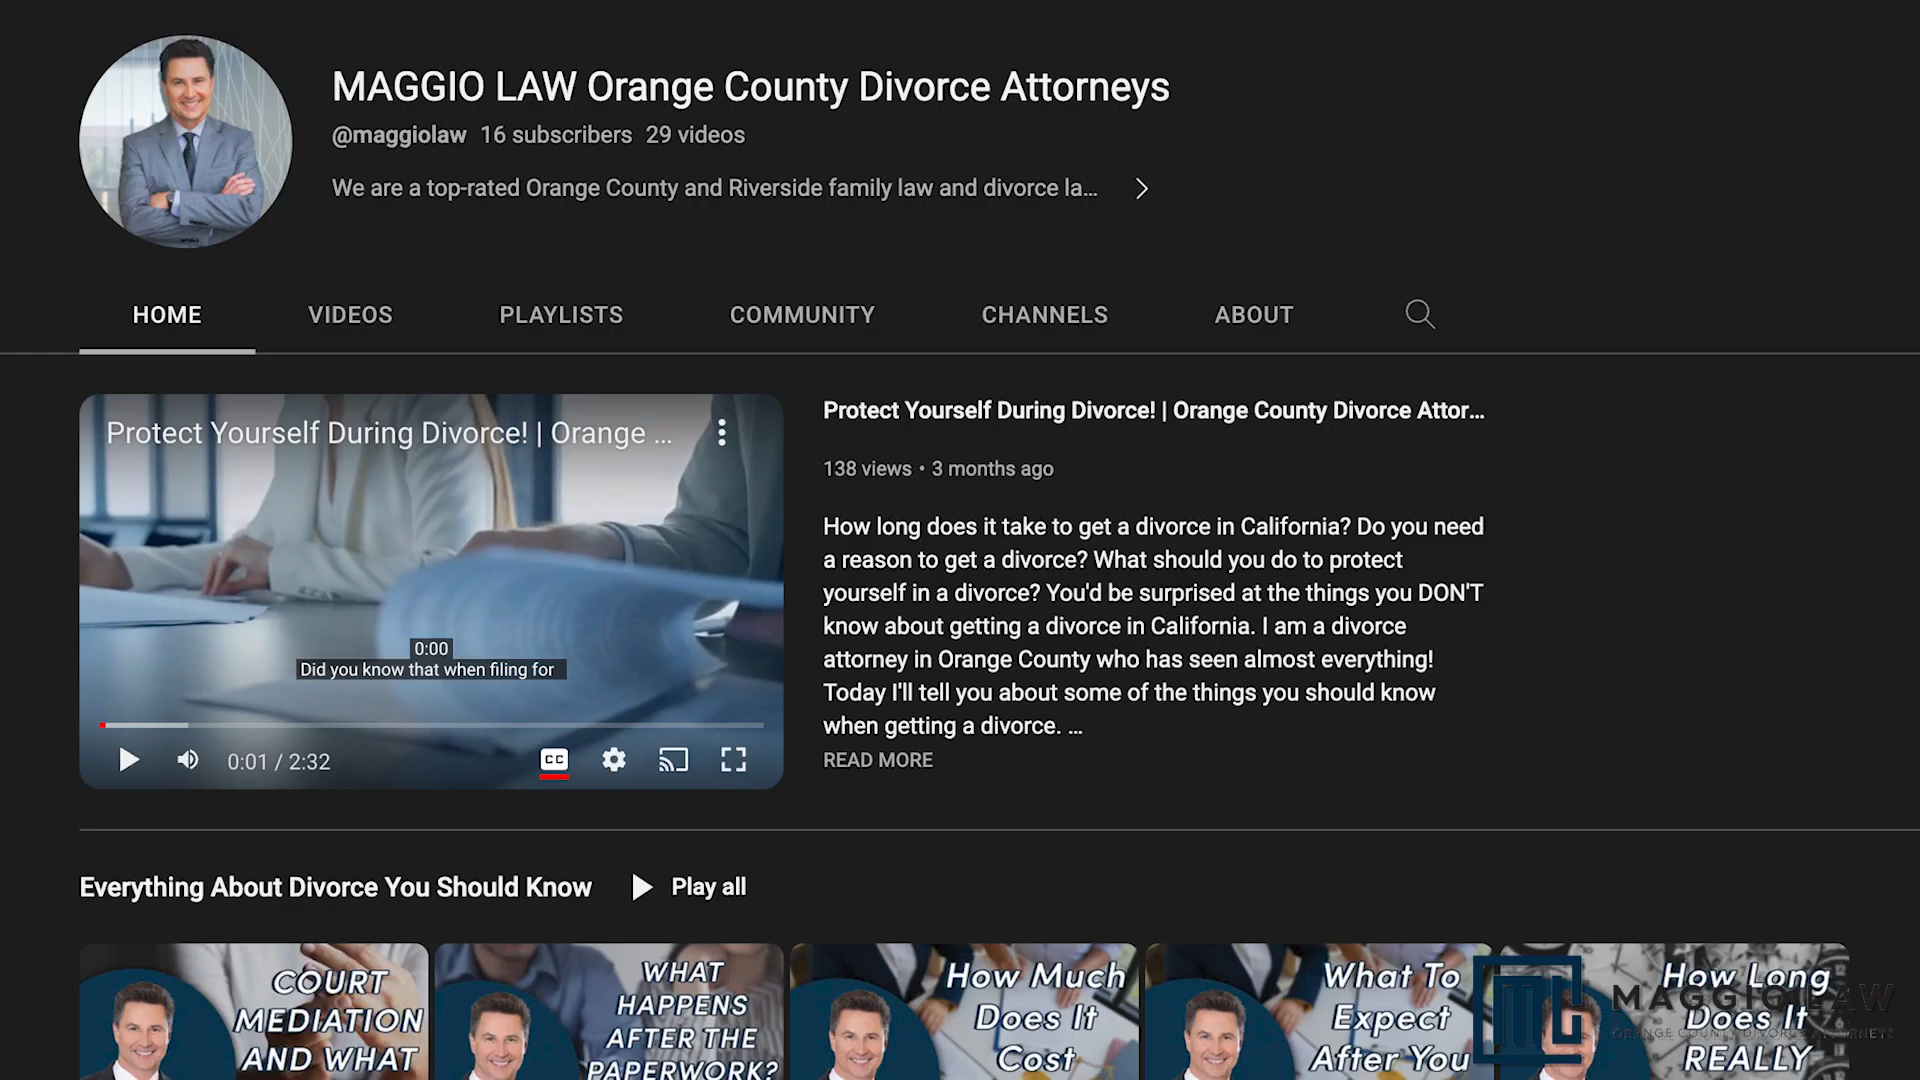 MAGGIO LAW Orange County Divorce Attorneys
@maggiolaw 16 subscribers 29 videos
We are a top-rated Orange County and Riverside family law and divorce la...
HOME VIDEOS PLAYLISTS COMMUNITY CHANNELS ABOUT
Protect Yourself During Divorce! | Orange ...
0:00
Did you know that when filing for
0:01 / 2:32
CC
Protect Yourself During Divorce! | Orange County Divorce Attor...
138 views • 3 months ago
How long does it take to get a divorce in California? Do you need
a reason to get a divorce? What should you do to protect
yourself in a divorce? You'd be surprised at the things you DON'T
know about getting a divorce in California. I am a divorce
attorney in Orange County who has seen almost everything!
Today I'll tell you about some of the things you should know
when getting a divorce. ...
READ MORE
Everything About Divorce You Should Know
Play all
COURT
MEDIATION
AND WHAT
WHAT
HAPPENS
AFTER THE
PAPERWORK?
How Much
Does It
Cost
What To
Expect
After You
How Long
Does It
REALLY
MAGGIO LAW
ORANGE COUNTY DIVORCE ATTORNEYS